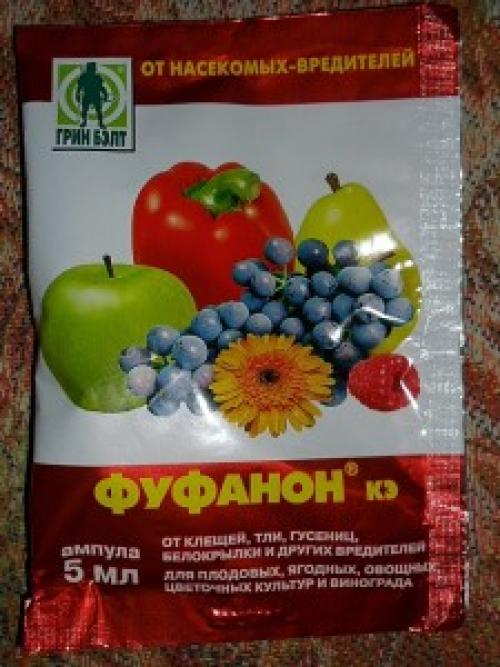 ОТ НАСЕКОМЫХ-ВРЕДИТЕЛЕЙ
ГРИН БЭЛТ
ФУФАНОН® КЭ
ампула
5 мл
ОТ КЛЕЩЕЙ, ТЛИ, ГУСЕНИЦ,
БЕЛОКРЫЛКИ И ДРУГИХ ВРЕДИТЕЛЕЙ
ДЛЯ ПЛОДОВЫХ, ЯГОДНЫХ, ОВОЩНЫХ,
ЦВЕТОЧНЫХ КУЛЬТУР И ВИНОГРАДА